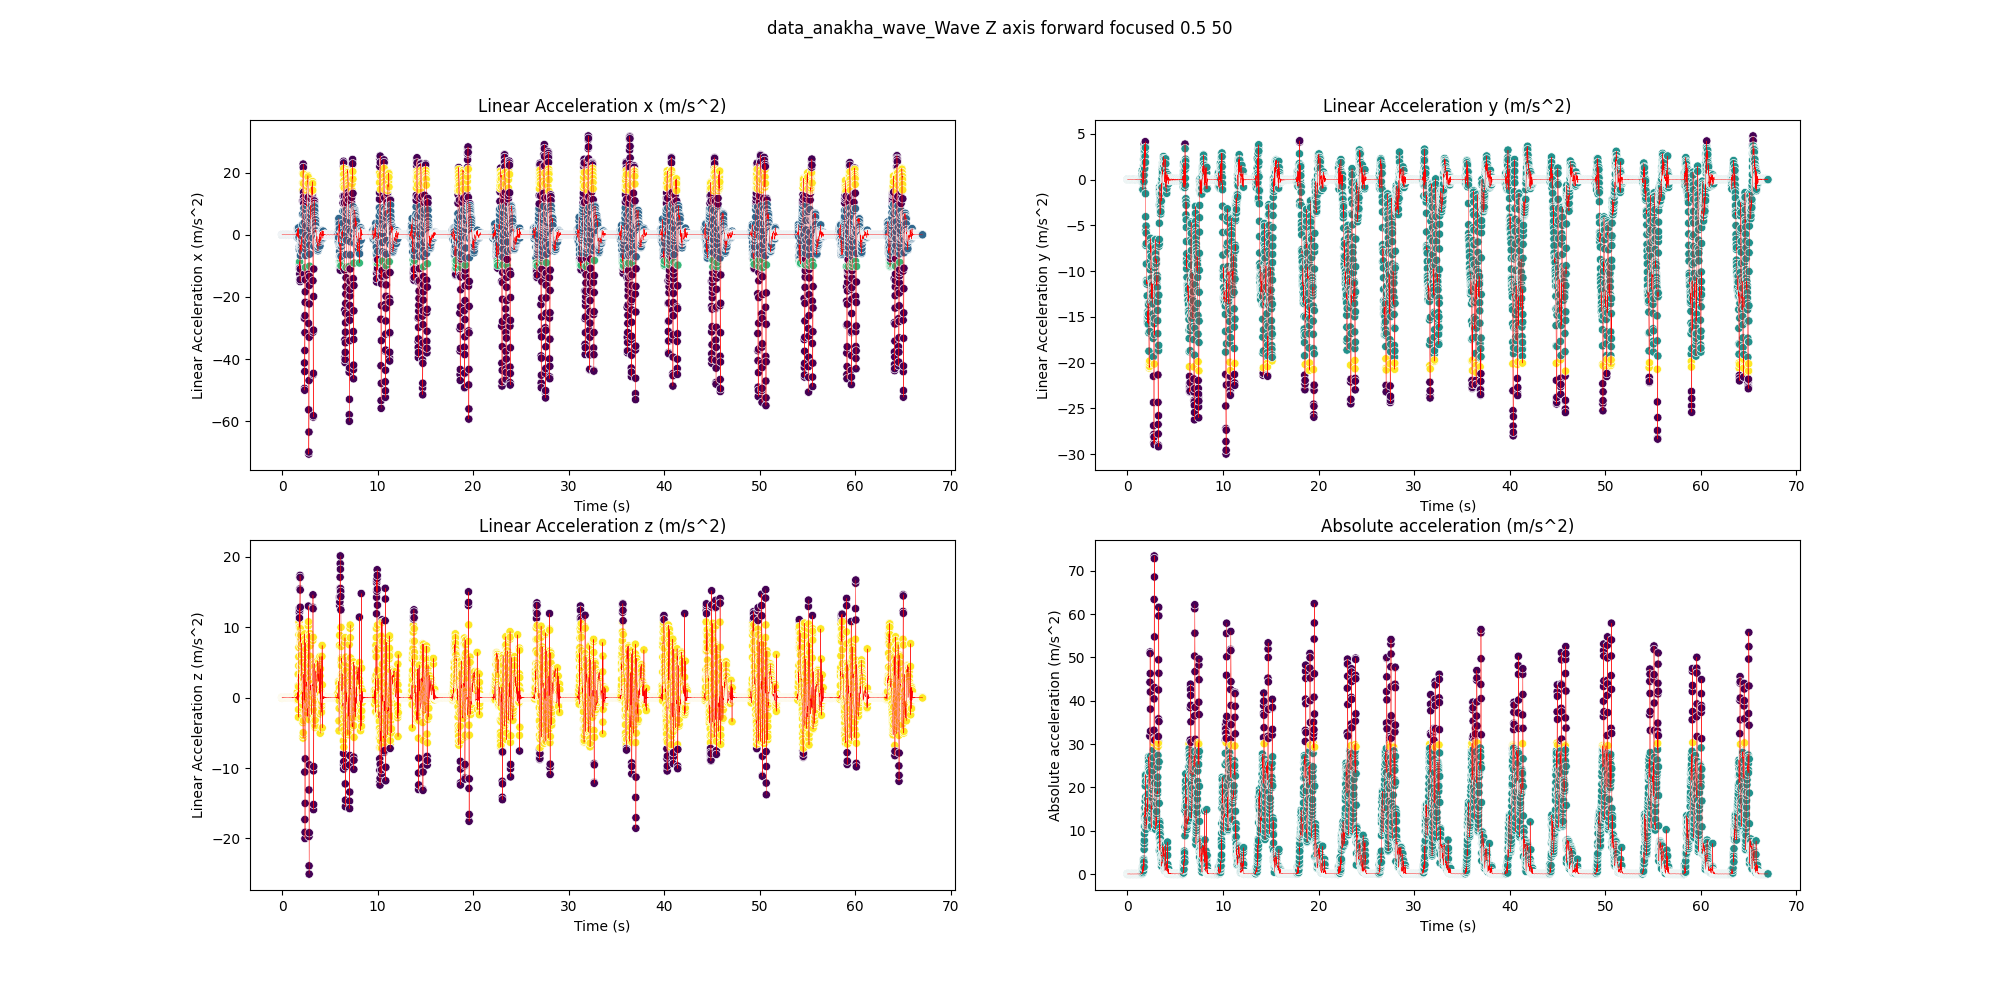 data_anakha_wave_Wave Z axis forward focused 0.5 50
Linear Acceleration x (m/s^2)
Linear Acceleration x (m/s^2)
20
0
−20
−40
−60
0 10 20 30 40 50 60 70
Time (s)
Linear Acceleration y (m/s^2)
Linear Acceleration y (m/s^2)
5
0
−5
−10
−15
−20
−25
−30
0 10 20 30 40 50 60 70
Time (s)
Linear Acceleration z (m/s^2)
Linear Acceleration z (m/s^2)
20
10
0
−10
−20
0 10 20 30 40 50 60 70
Time (s)
Absolute acceleration (m/s^2)
Absolute acceleration (m/s^2)
70
60
50
40
30
20
10
0
0 10 20 30 40 50 60 70
Time (s)